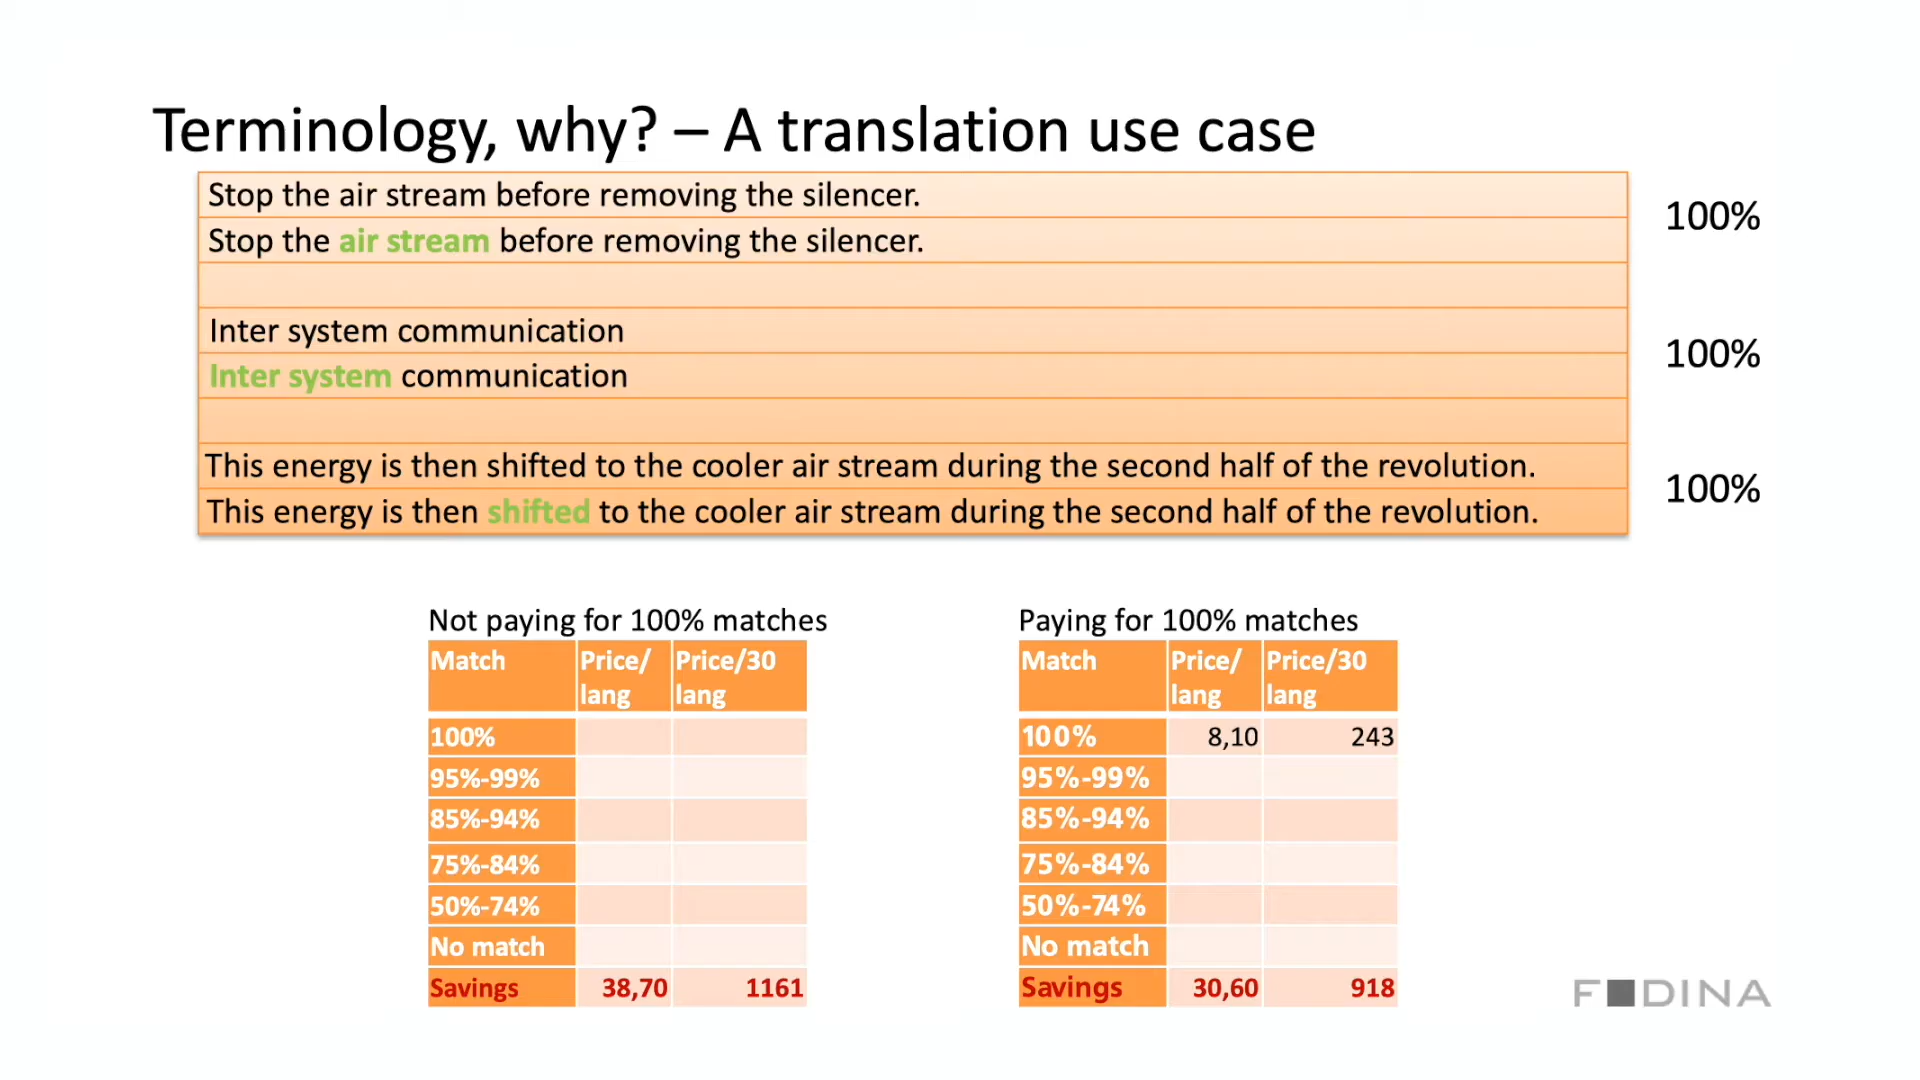 Terminology, why? – A translation use case
Stop the air stream before removing the silencer.
100%
Stop the air stream before removing the silencer.
Inter system communication
100%
Inter system communication
This energy is then shifted to the cooler air stream during the second half of the revolution.
100%
This energy is then shifted to the cooler air stream during the second half of the revolution.
Not paying for 100% matches
Match Price/lang Price/30 lang
100%
95%-99%
85%-94%
75%-84%
50%-74%
No match
Savings 38,70 1161
Paying for 100% matches
Match Price/lang Price/30 lang
100% 8,10 243
95%-99%
85%-94%
75%-84%
50%-74%
No match
Savings 30,60 918
FODINA